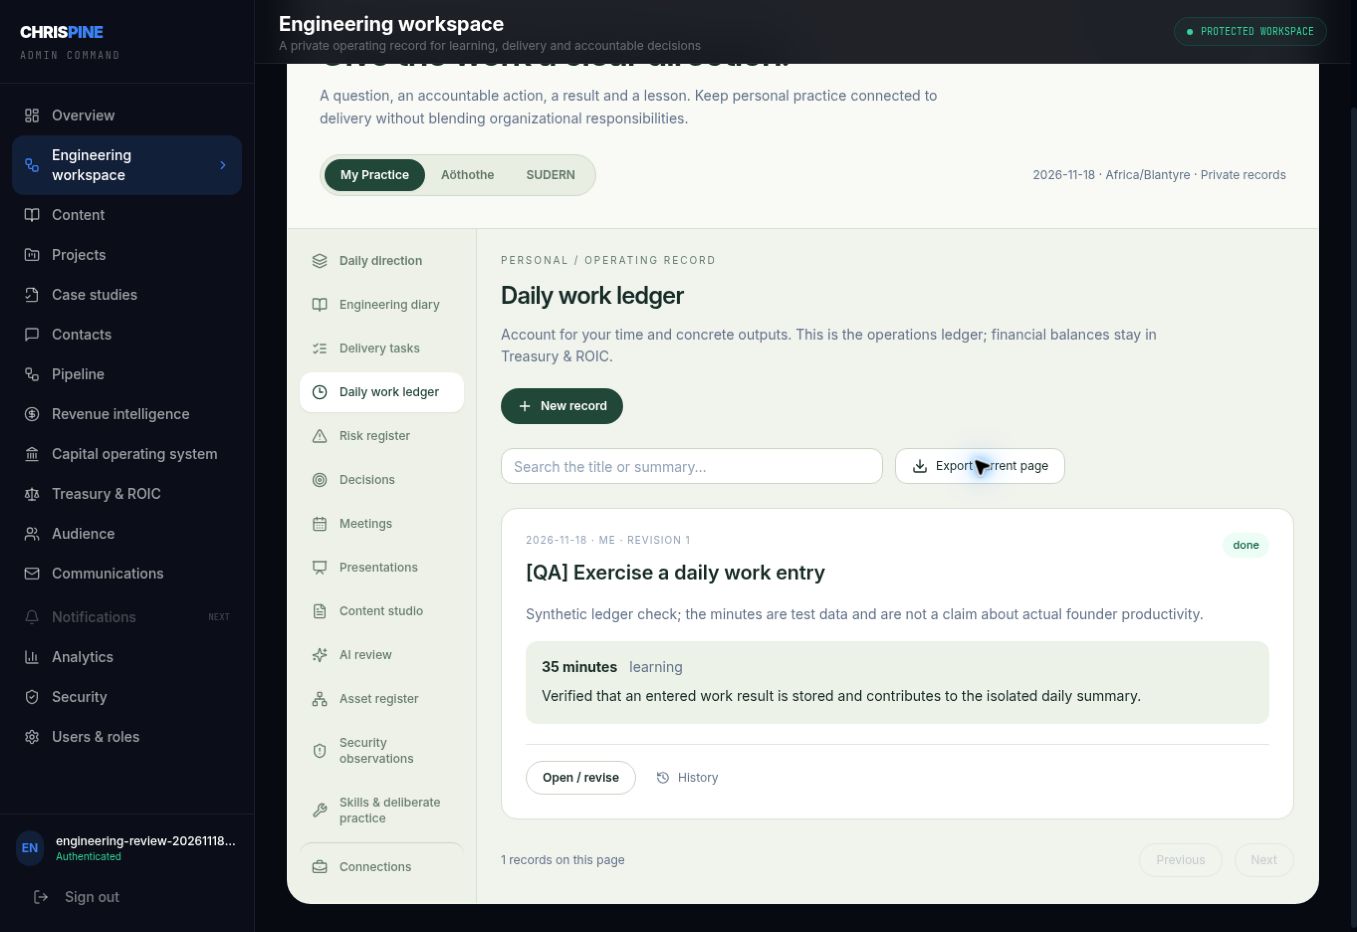 CHRISPINE
ADMIN COMMAND
Overview
Engineering
workspace
Content
Projects
Case studies
Contacts
Pipeline
Revenue intelligence
Capital operating system
Treasury & ROIC
Audience
Communications
Notifications NEXT
Analytics
Security
Users & roles
EN
engineering-review-20261118...
Authenticated
Sign out
Engineering workspace
A private operating record for learning, delivery and accountable decisions
PROTECTED WORKSPACE
A question, an accountable action, a result and a lesson. Keep personal practice connected to
delivery without blending organizational responsibilities.
My Practice Aöthothe SUDERN
2026-11-18 · Africa/Blantyre · Private records
Daily direction
Engineering diary
Delivery tasks
Daily work ledger
Risk register
Decisions
Meetings
Presentations
Content studio
AI review
Asset register
Security
observations
Skills & deliberate
practice
Connections
PERSONAL / OPERATING RECORD
Daily work ledger
Account for your time and concrete outputs. This is the operations ledger; financial balances stay in
Treasury & ROIC.
New record
Search the title or summary...
Export page
2026-11-18 · ME · REVISION 1
done
[QA] Exercise a daily work entry
Synthetic ledger check; the minutes are test data and are not a claim about actual founder productivity.
35 minutes learning
Verified that an entered work result is stored and contributes to the isolated daily summary.
Open / revise History
1 records on this page
Previous Next